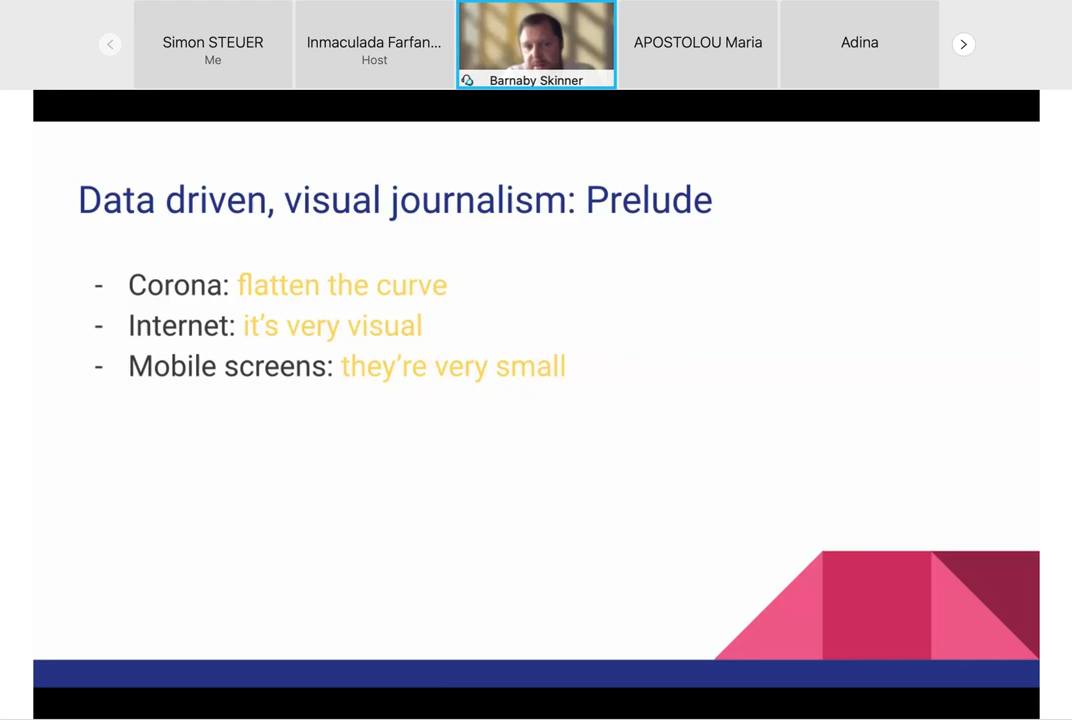 Simon STEUER
Me
Inmaculada Farfan...
Host
Barnaby Skinner
APOSTOLOU Maria
Adina
Data driven, visual journalism: Prelude
- Corona: flatten the curve
- Internet: it's very visual
- Mobile screens: they're very small